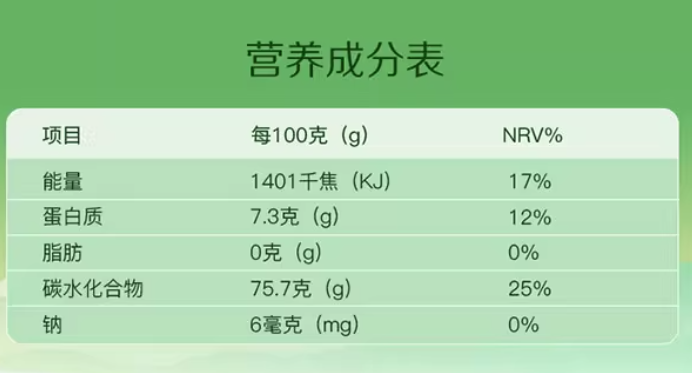 营养成分表
项目 每100克（g） NRV%
能量 1401千焦（KJ） 17%
蛋白质 7.3克（g） 12%
脂肪 0克（g） 0%
碳水化合物 75.7克（g） 25%
钠 6毫克（mg） 0%